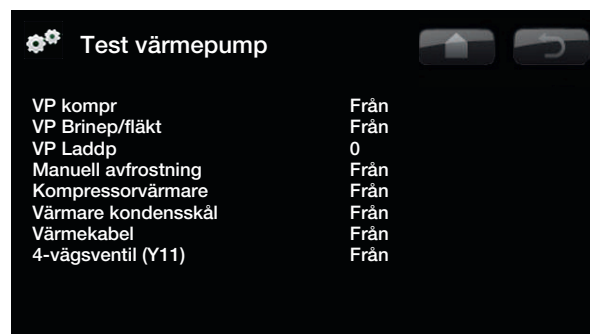 Test värmepump
VP kompr Från
VP Brinep/fläkt Från
VP Laddp 0
Manuell avfrostning Från
Kompressorvärmare Från
Värmare kondensskål Från
Värmekabel Från
4-vägsventil (Y11) Från